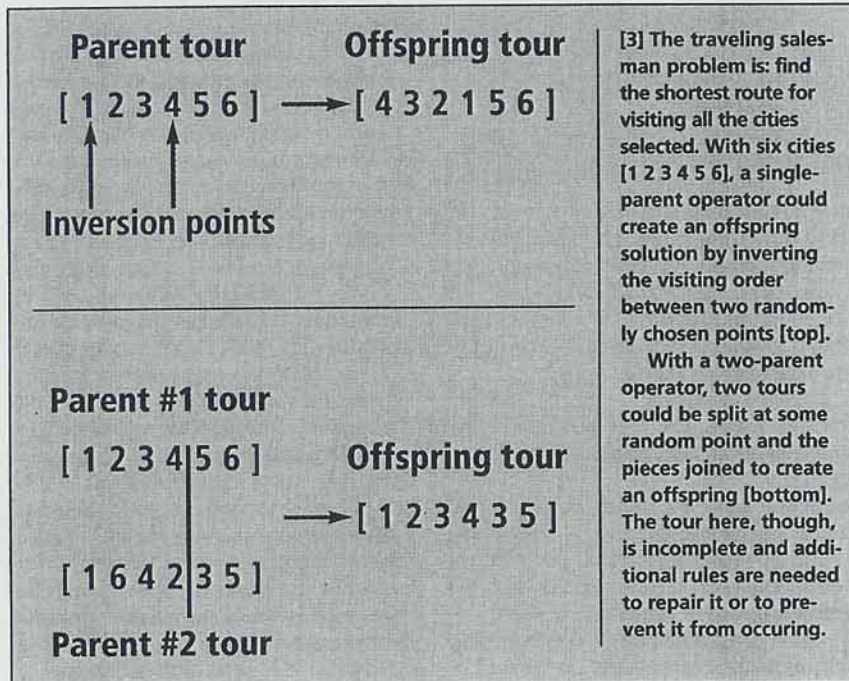 Parent tour
Offspring tour
[ 1 2 3 4 5 6 ]
[ 4 3 2 1 5 6 ]
Inversion points
Parent #1 tour
[ 1 2 3 4 5 6 ]
Offspring tour
[ 1 2 3 4 3 5 ]
[ 1 6 4 2 3 5 ]
Parent #2 tour
[3] The traveling sales-
man problem is: find
the shortest route for
visiting all the cities
selected. With six cities
[1 2 3 4 5 6], a single-
parent operator could
create an offspring
solution by inverting
the visiting order
between two random-
ly chosen points [top].
With a two-parent
operator, two tours
could be split at some
random point and the
pieces joined to create
an offspring [bottom].
The tour here, though,
is incomplete and addi-
tional rules are needed
to repair it or to pre-
vent it from occuring.